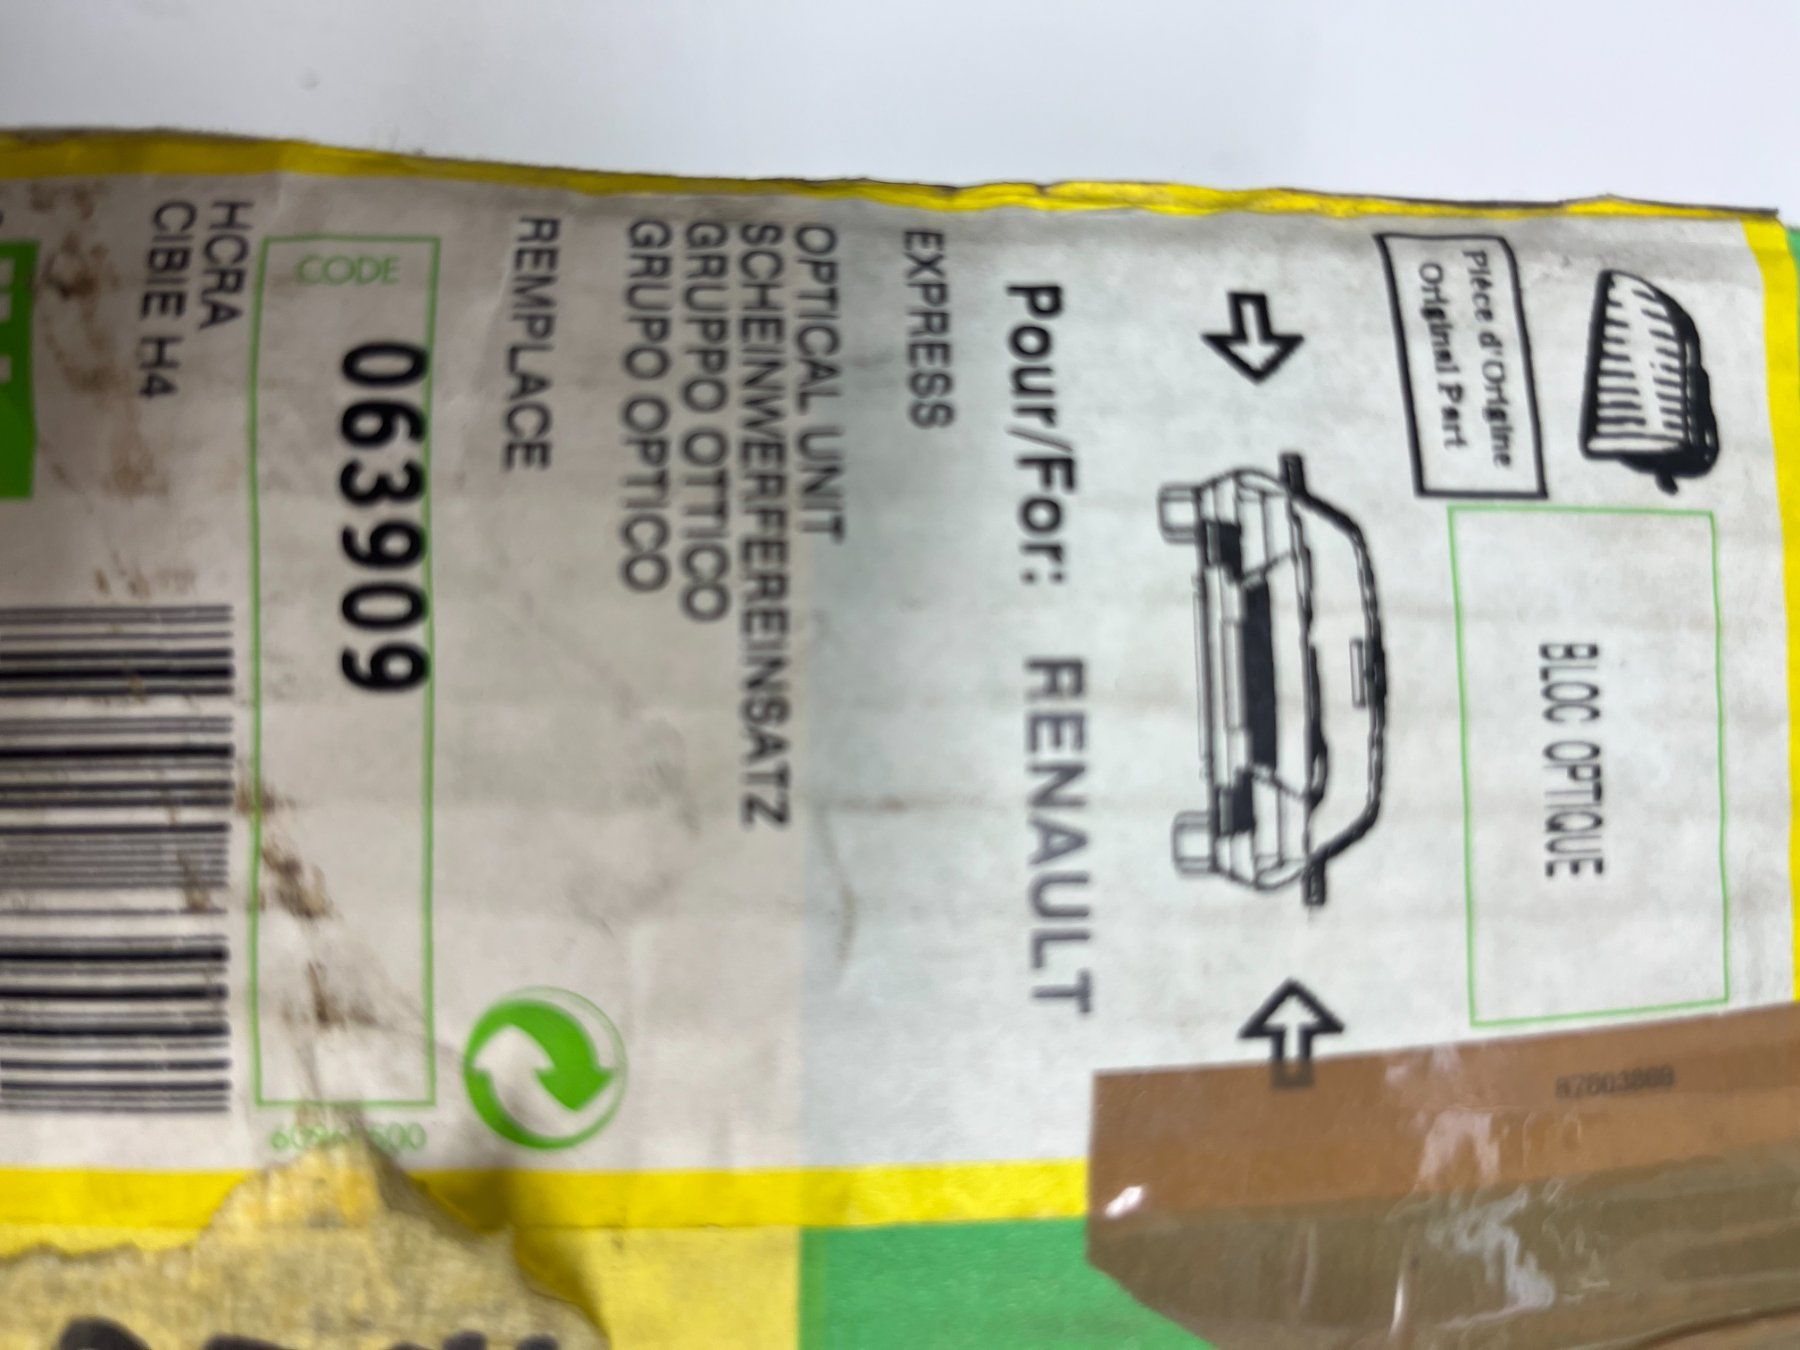 BLOC OPTIQUE
Pièce d'Origine
Original Part
Pour/For: RENAULT
EXPRESS
OPTICAL UNIT
SCHEINWERFEREINSATZ
GRUPPO OTTICO
GRUPO OPTICO
REMPLACE
CODE
063909
HCRA
CIBIE H4